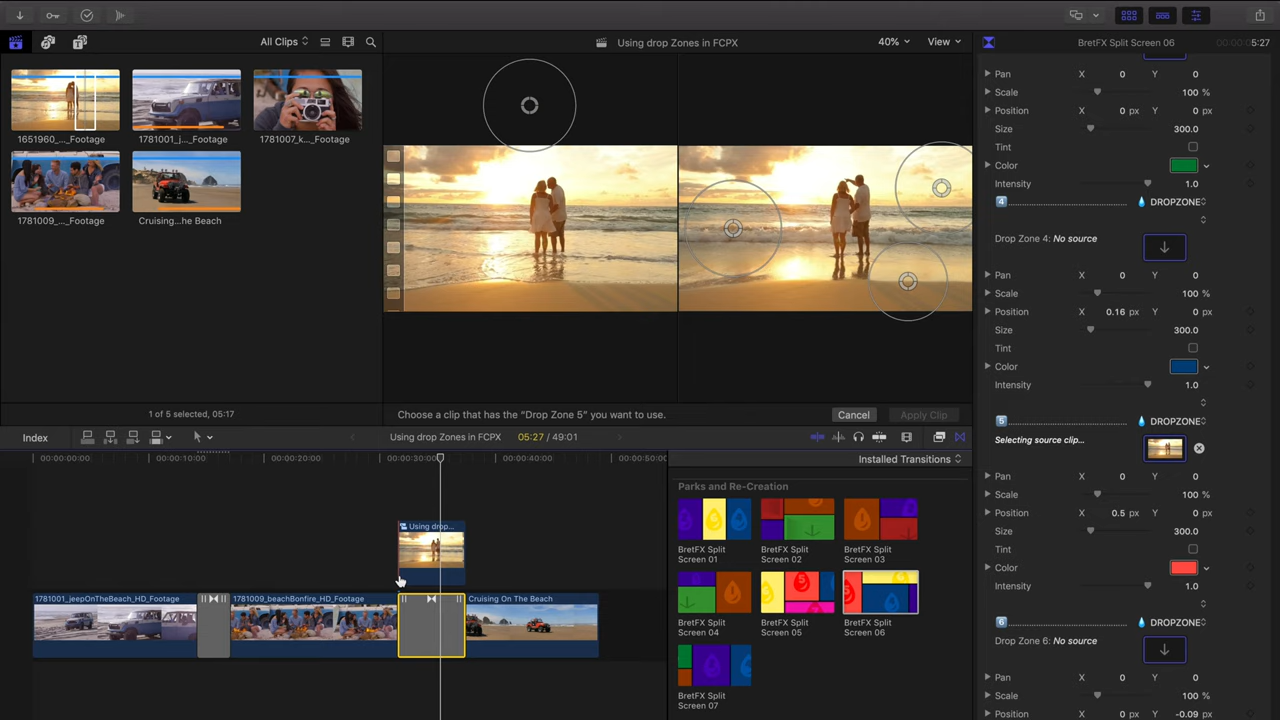 All Clips
Using drop Zones in FCPX
40%
View
BretFX Split Screen 06
5:27
1651960_..._Footage
1781001_j..._Footage
1781007_k..._Footage
1781009_..._Footage
Cruising...he Beach
1 of 5 selected, 05:17
Choose a clip that has the “Drop Zone 5” you want to use.
Cancel
Apply Clip
Pan X 0 Y 0
Scale 100 %
Position X 0 px Y 0 px
Size 300.0
Tint
Color
Intensity 1.0
4 DROPZONE
Drop Zone 4: No source
Pan X 0 Y 0
Scale 100 %
Position X 0.16 px Y 0 px
Size 300.0
Tint
Color
Intensity 1.0
5 DROPZONE
Selecting source clip...
Pan X 0 Y 0
Scale 100 %
Position X 0.5 px Y 0 px
Size 300.0
Tint
Color
Intensity 1.0
6 DROPZONE
Drop Zone 6: No source
Pan X 0 Y 0
Scale 100 %
Position X 0 px Y -0.09 px
Index
Using drop Zones in FCPX
05:27 / 49:01
00:00:00:00
00:00:10:00
00:00:20:00
00:00:30:00
00:00:40:00
00:00:50:00
Using drop...
1781001_jeepOnTheBeach_HD_Footage
1781009_beachBonfire_HD_Footage
Cruising On The Beach
Installed Transitions
Parks and Re-Creation
BretFX Split
Screen 01
BretFX Split
Screen 02
BretFX Split
Screen 03
BretFX Split
Screen 04
BretFX Split
Screen 05
BretFX Split
Screen 06
BretFX Split
Screen 07